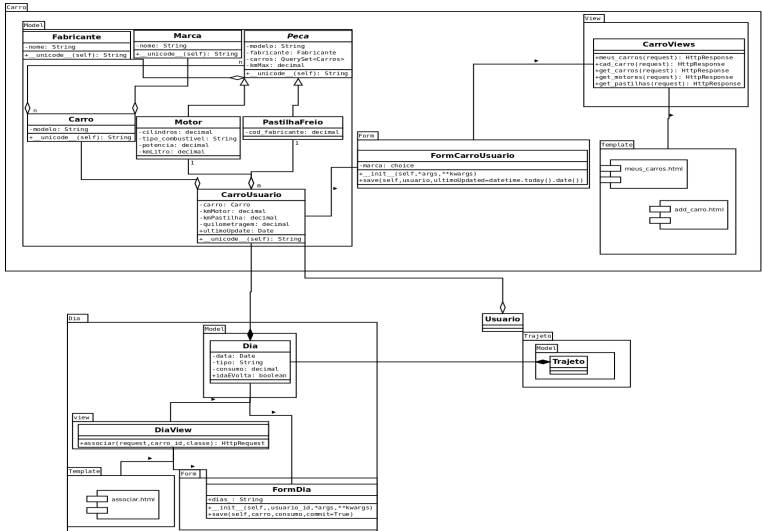 Carro
Model
Fabricante
-nome: String
+__unicode__(self): String
Marca
-nome: String
+__unicode__(self): String
Peca
-modelo: String
-fabricante: Fabricante
-carros: QuerySet<Carros>
-kmMax: decimal
+__unicode__(self): String
n
n
Carro
-modelo: String
+__unicode__(self): String
Motor
-cilindros: decimal
-tipo_combustivel: String
-potencia: decimal
-kmLitro: decimal
1
PastilhaFreio
-cod_fabricante: decimal
1
n
CarroUsuario
-carro: Carro
-kmMotor: decimal
-kmPastilha: decimal
-quilometragem: decimal
+ultimoUpdate: Date
+__unicode__(self): String
Form
FormCarroUsuario
-marca: choice
+__init__(self,*args,**kwargs)
+save(self,usuario,ultimoUpdated=datetime.today().date())
View
CarroViews
+meus_carros(request): HttpResponse
+cad_carro(request): HttpResponse
+get_carros(request): HttpResponse
+get_motores(request): HttpResponse
+get_pastilhas(request): HttpResponse
Template
meus_carros.html
add_carro.html
Usuario
Trajeto
Model
Trajeto
Dia
Model
Dia
-data: Date
-tipo: String
-consumo: decimal
+idaEVolta: boolean
view
DiaView
+associar(request,carro_id,classe): HttpRequest
Template
associar.html
Form
FormDia
+dias_: String
+__init__(self,,usuario_id,*args,**kwargs)
+save(self,carro,consumo,commit=True)